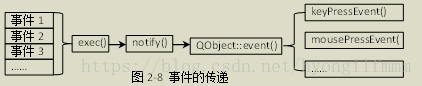 事件 1
事件 2
事件 3
......
exec()
notify()
QObject::event()
keyPressEvent()
mousePressEvent(
......
图 2-8 事件的传递